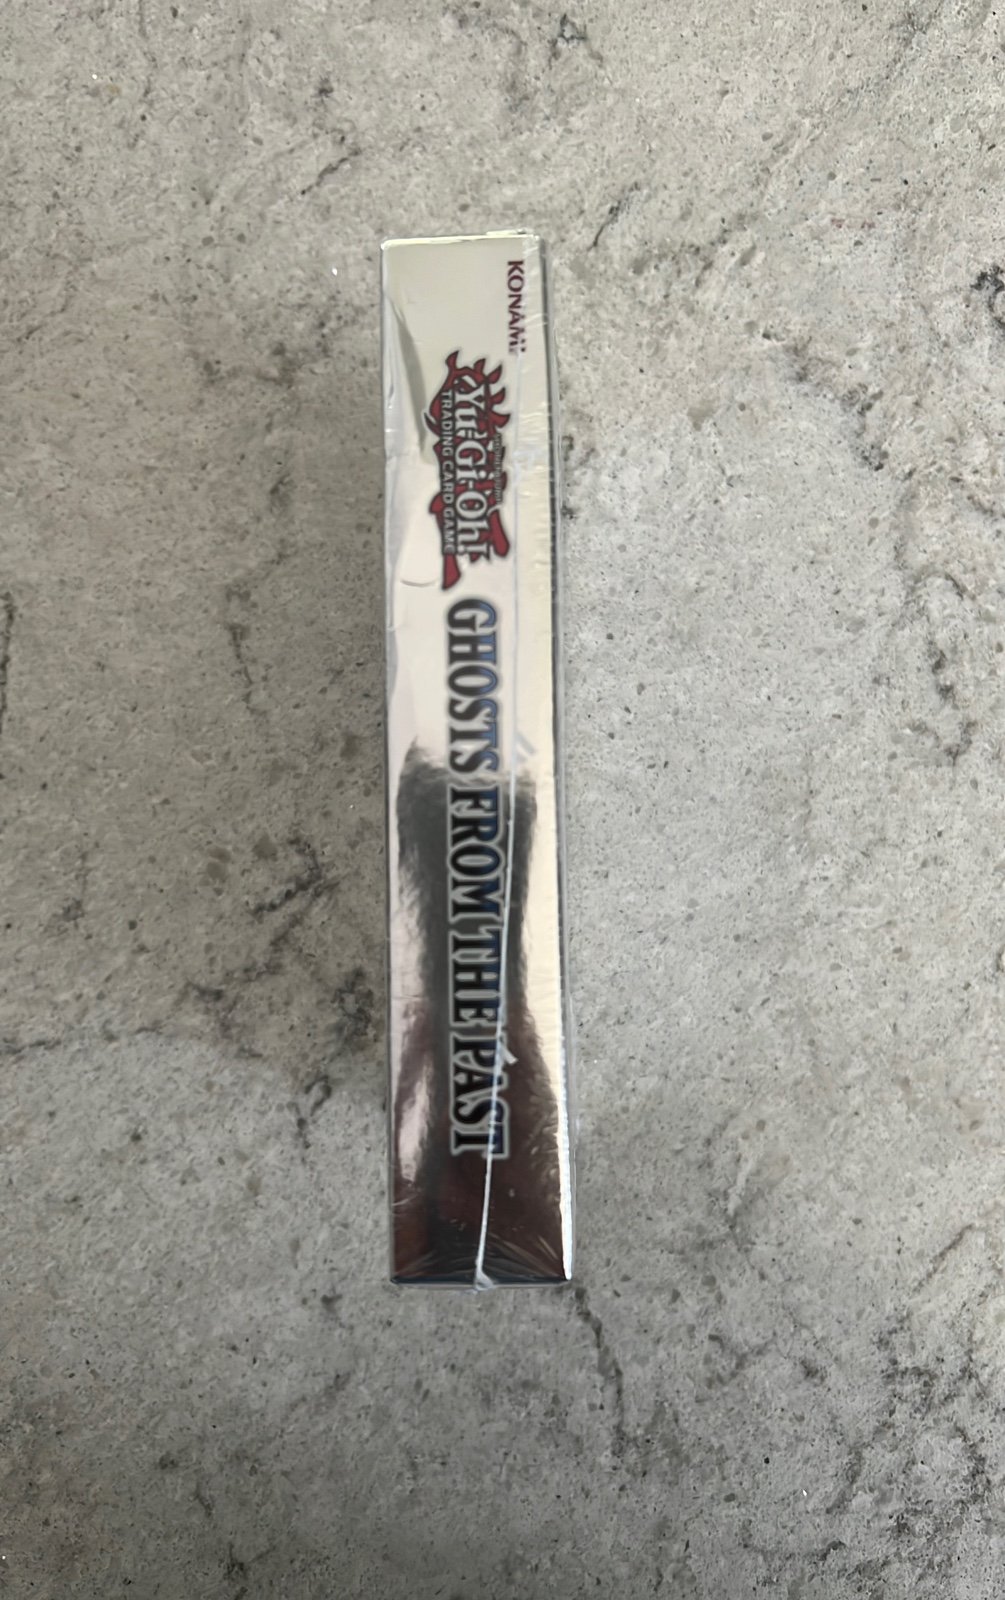 KONAMI
Yu-Gi-Oh!
TRADING CARD GAME
GHOSTS FROM THE PAST